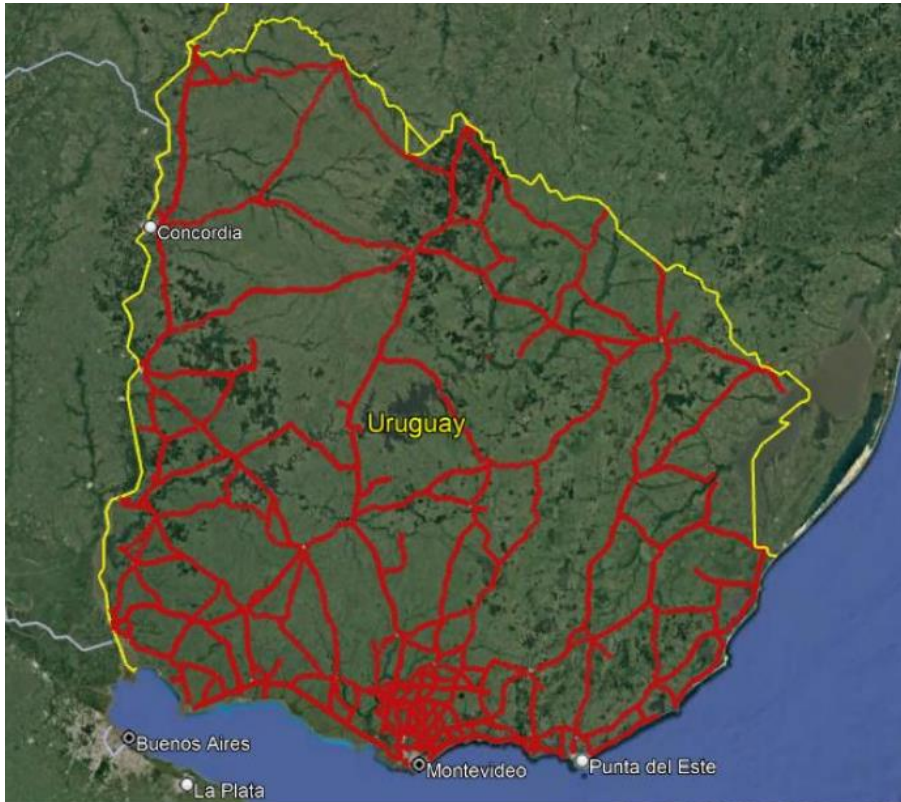 Concordia
Uruguay
Buenos Aires
Montevideo
Punta del Este
La Plata